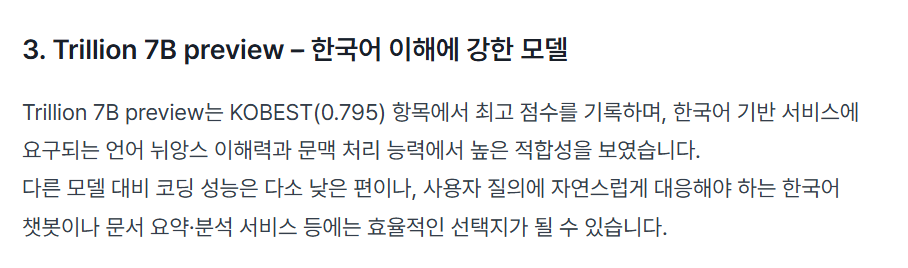 3. Trillion 7B preview – 한국어 이해에 강한 모델
Trillion 7B preview는 KOBEST(0.795) 항목에서 최고 점수를 기록하며, 한국어 기반 서비스에
요구되는 언어 뉘앙스 이해력과 문맥 처리 능력에서 높은 적합성을 보였습니다.
다른 모델 대비 코딩 성능은 다소 낮은 편이나, 사용자 질의에 자연스럽게 대응해야 하는 한국어
챗봇이나 문서 요약·분석 서비스 등에는 효율적인 선택지가 될 수 있습니다.